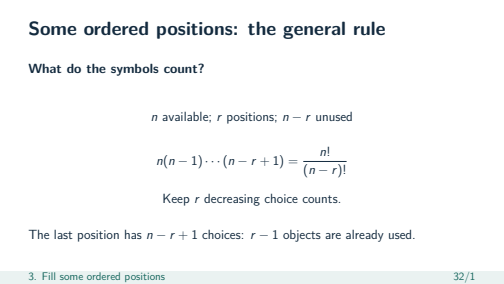 Some ordered positions: the general rule
What do the symbols count?
n available; r positions; n − r unused
n(n − 1) · · · (n − r + 1) = n! / (n − r)!
Keep r decreasing choice counts.
The last position has n − r + 1 choices: r − 1 objects are already used.
3. Fill some ordered positions 32/1